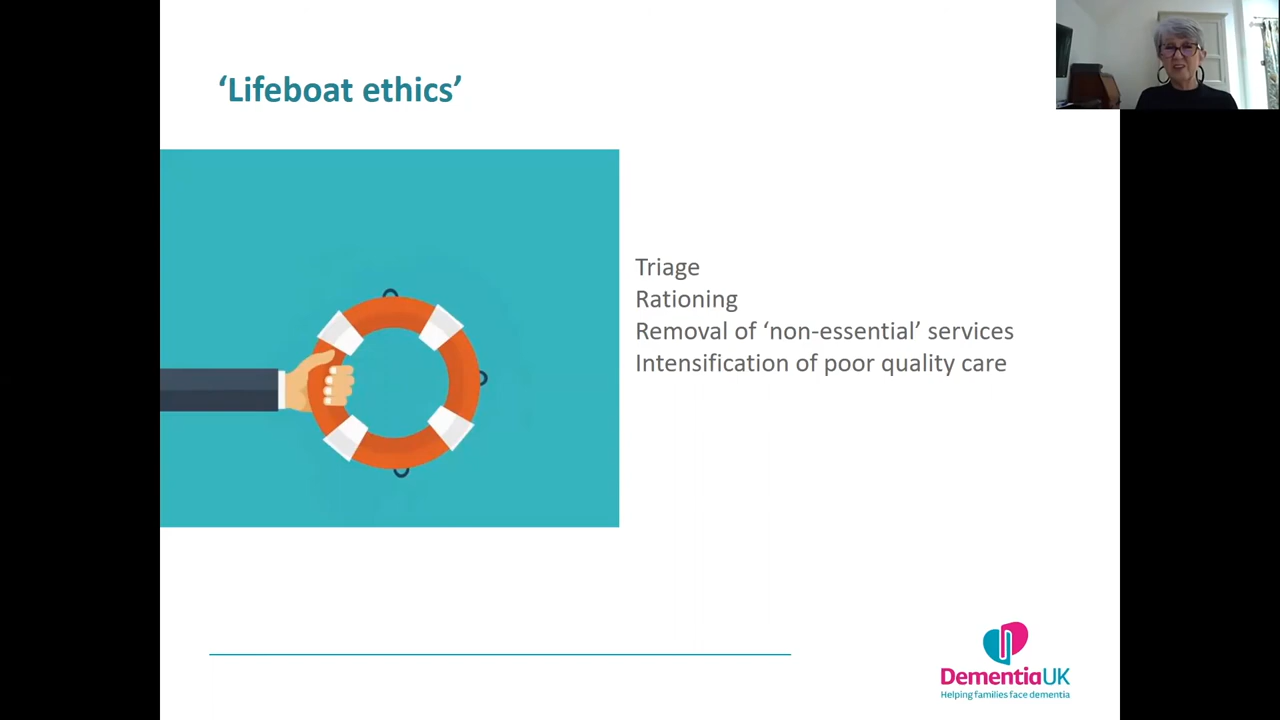 ‘Lifeboat ethics’
Triage
Rationing
Removal of ‘non-essential’ services
Intensification of poor quality care
DementiaUK
Helping families face dementia